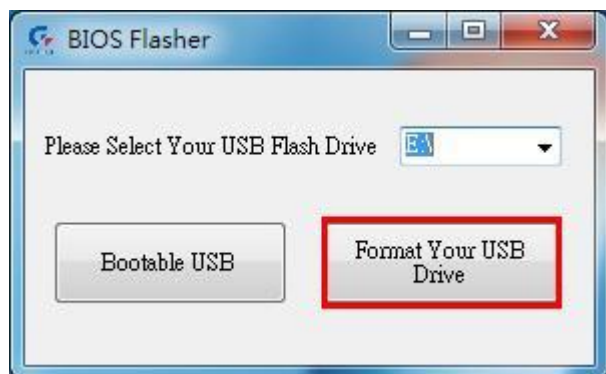 BIOS Flasher
Please Select Your USB Flash Drive E:\
Bootable USB
Format Your USB
Drive